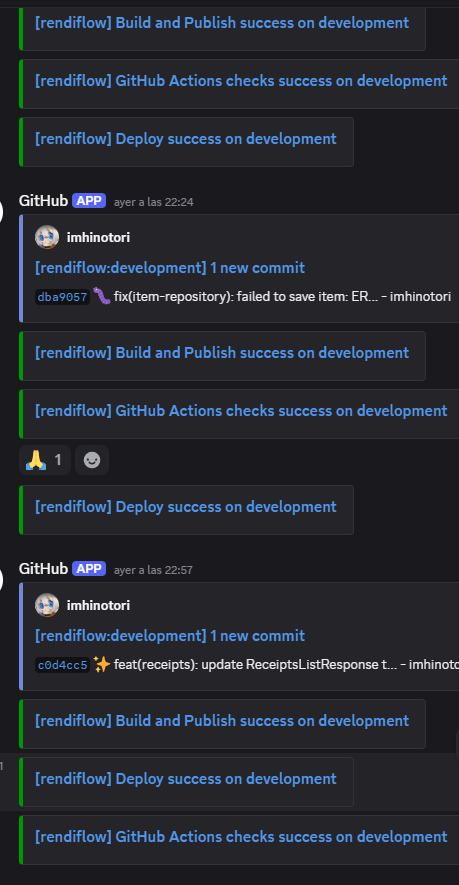 [rendiflow] Build and Publish success on development
[rendiflow] GitHub Actions checks success on development
[rendiflow] Deploy success on development
GitHub APP ayer a las 22:24
imhinotori
[rendiflow:development] 1 new commit
dba9057 🐛 fix(item-repository): failed to save item: ER... - imhinotori
[rendiflow] Build and Publish success on development
[rendiflow] GitHub Actions checks success on development
🙏 1
[rendiflow] Deploy success on development
GitHub APP ayer a las 22:57
imhinotori
[rendiflow:development] 1 new commit
c0d4cc5 ✨ feat(receipts): update ReceiptsListResponse t... - imhinoto
[rendiflow] Build and Publish success on development
1
[rendiflow] Deploy success on development
[rendiflow] GitHub Actions checks success on development